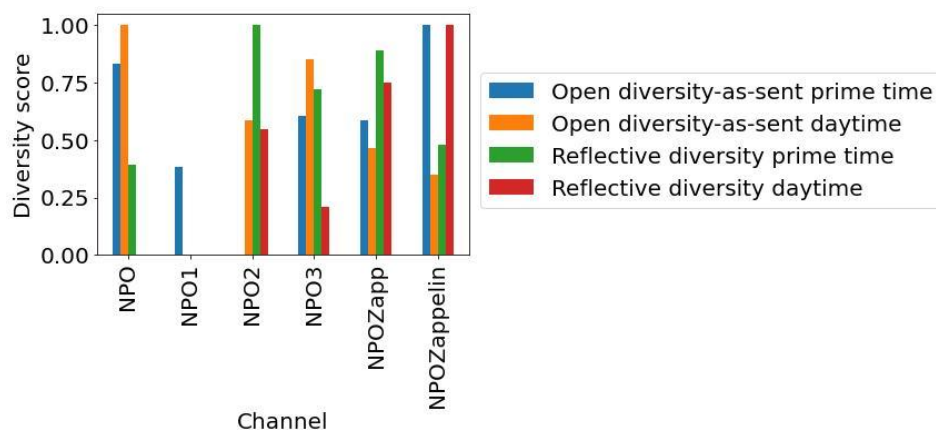 Diversity score
1.00
0.75
0.50
0.25
0.00
NPO
NPO1
NPO2
NPO3
NPOZapp
NPOZappelin
Channel
Open diversity-as-sent prime time
Open diversity-as-sent daytime
Reflective diversity prime time
Reflective diversity daytime